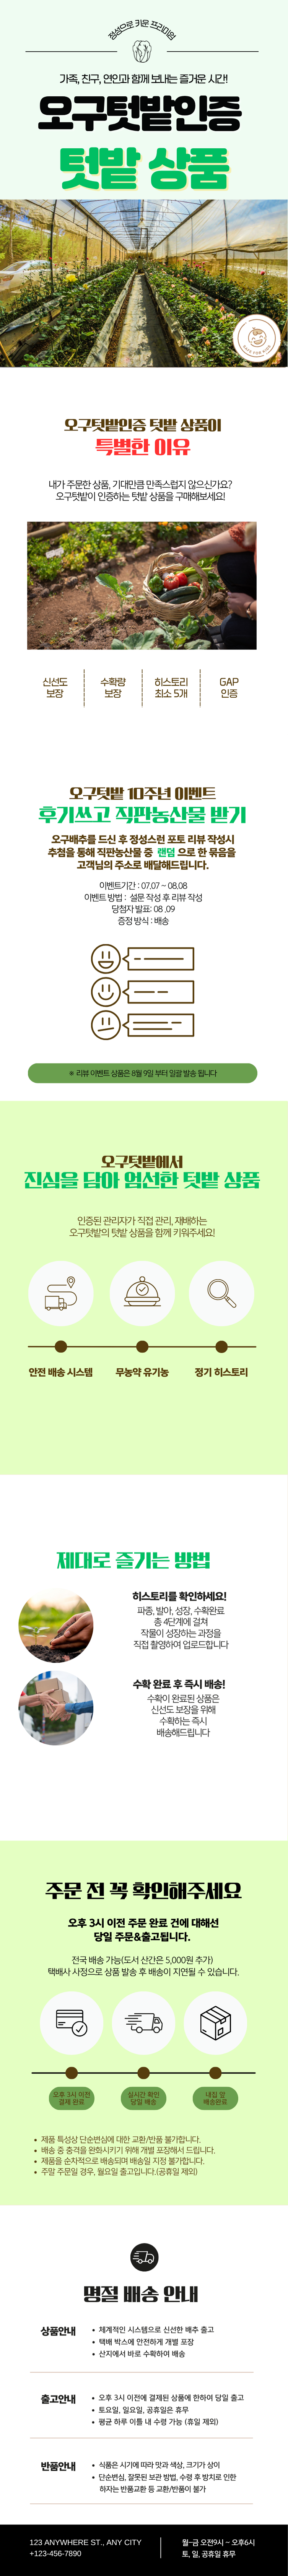 정성으로 키운 프리미엄
가족, 친구, 연인과 함께 보내는 즐거운 시간!
오구텃밭인증
텃밭 상품
오구텃밭인증 텃밭 상품이
특별한 이유
내가 주문한 상품, 기대만큼 만족스럽지 않으신가요?
오구텃밭이 인증하는 텃밭 상품을 구매해보세요!
신선도
보장
수확량
보장
히스토리
최소 5개
GAP
인증
오구텃밭 10주년 이벤트
후기쓰고 직판농산물 받기
오구배추를 드신 후 정성스런 포토 리뷰 작성시
추첨을 통해 직판농산물 중 랜덤 으로 한 묶음을
고객님의 주소로 배달해드립니다.
이벤트기간 : 07.07 ~ 08.08
이벤트 방법 : 설문 작성 후 리뷰 작성
당첨자 발표: 08 .09
증정 방식 : 배송
※ 리뷰 이벤트 상품은 8월 9일 부터 일괄 발송 됩니다
오구텃밭에서
진심을 담아 엄선한 텃밭 상품
인증된 관리자가 직접 관리, 재배하는
오구텃밭의 텃밭 상품을 함께 키워주세요!
안전 배송 시스템
무농약 유기농
정기 히스토리
제대로 즐기는 방법
히스토리를 확인하세요!
파종, 발아, 성장, 수확완료
총 4단계에 걸쳐
작물이 성장하는 과정을
직접 촬영하여 업로드합니다
수확 완료 후 즉시 배송!
수확이 완료된 상품은
신선도 보장을 위해
수확하는 즉시
배송해드립니다
주문 전 꼭 확인해주세요
오후 3시 이전 주문 완료 건에 대해선
당일 주문&출고됩니다.
전국 배송 가능(도서 산간은 5,000원 추가)
택배사 사정으로 상품 발송 후 배송이 지연될 수 있습니다.
오후 3시 이전
결제 완료
실시간 확인
당일 배송
내집 앞
배송완료
• 제품 특성상 단순변심에 대한 교환/반품 불가합니다.
• 배송 중 충격을 완화시키기 위해 개별 포장해서 드립니다.
• 제품을 순차적으로 배송되며 배송일 지정 불가합니다.
• 주말 주문일 경우, 월요일 출고입니다.(공휴일 제외)
명절 배송 안내
상품안내
• 체계적인 시스템으로 신선한 배추 출고
• 택배 박스에 안전하게 개별 포장
• 산지에서 바로 수확하여 배송
출고안내
• 오후 3시 이전에 결제된 상품에 한하여 당일 출고
• 토요일, 일요일, 공휴일은 휴무
• 평균 하루 이틀 내 수령 가능 (휴일 제외)
반품안내
• 식품은 시기에 따라 맛과 색상, 크기가 상이
• 단순변심, 잘못된 보관 방법, 수령 후 방치로 인한
하자는 반품교환 등 교환/반품이 불가
123 ANYWHERE ST., ANY CITY
+123-456-7890
월~금 오전9시 ~ 오후6시
토, 일, 공휴일 휴무